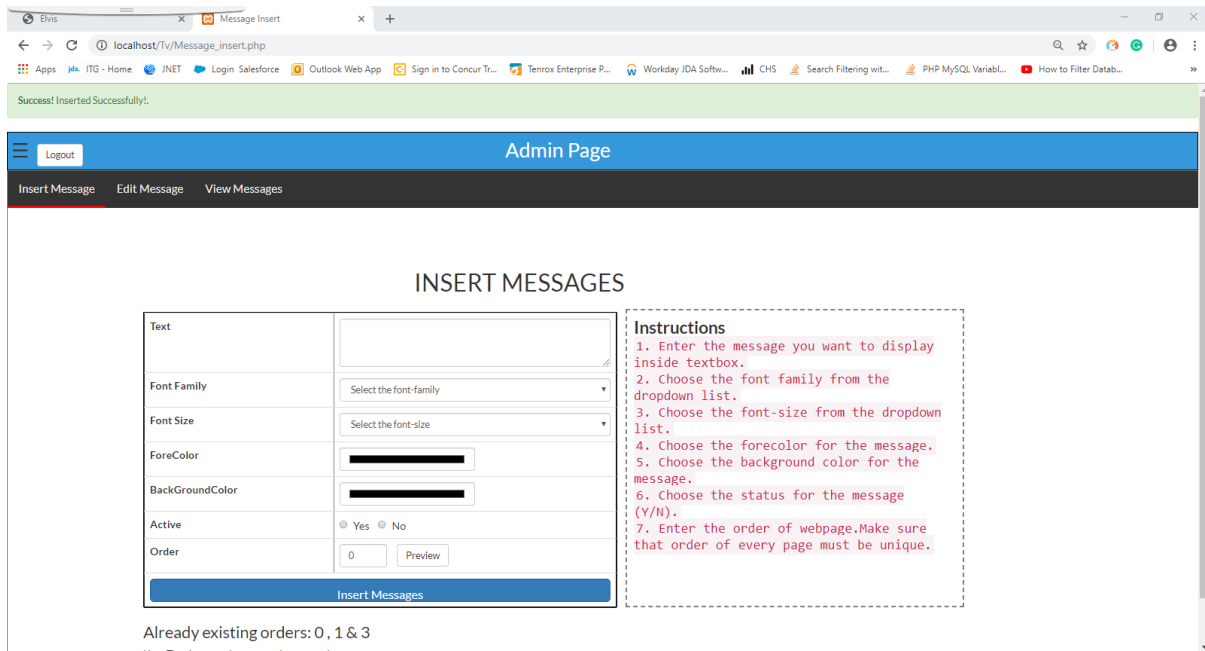 Elvis
Message Insert
localhost/Tv/Message_insert.php
Apps jda. ITG - Home JNET Login Salesforce Outlook Web App Sign in to Concur Tr... Tenrox Enterprise P... Workday JDA Softw... CHS Search Filtering wit... PHP MySQL Variabl... How to Filter Datab... »
Success! Inserted Successfully!.
Logout
Admin Page
Insert Message Edit Message View Messages
INSERT MESSAGES
Text
Font Family Select the font-family
Font Size Select the font-size
ForeColor
BackGroundColor
Active Yes No
Order 0 Preview
Insert Messages
Instructions
1. Enter the message you want to display
inside textbox.
2. Choose the font family from the
dropdown list.
3. Choose the font-size from the dropdown
list.
4. Choose the forecolor for the message.
5. Choose the background color for the
message.
6. Choose the status for the message
(Y/N).
7. Enter the order of webpage.Make sure
that order of every page must be unique.
Already existing orders: 0 , 1 & 3